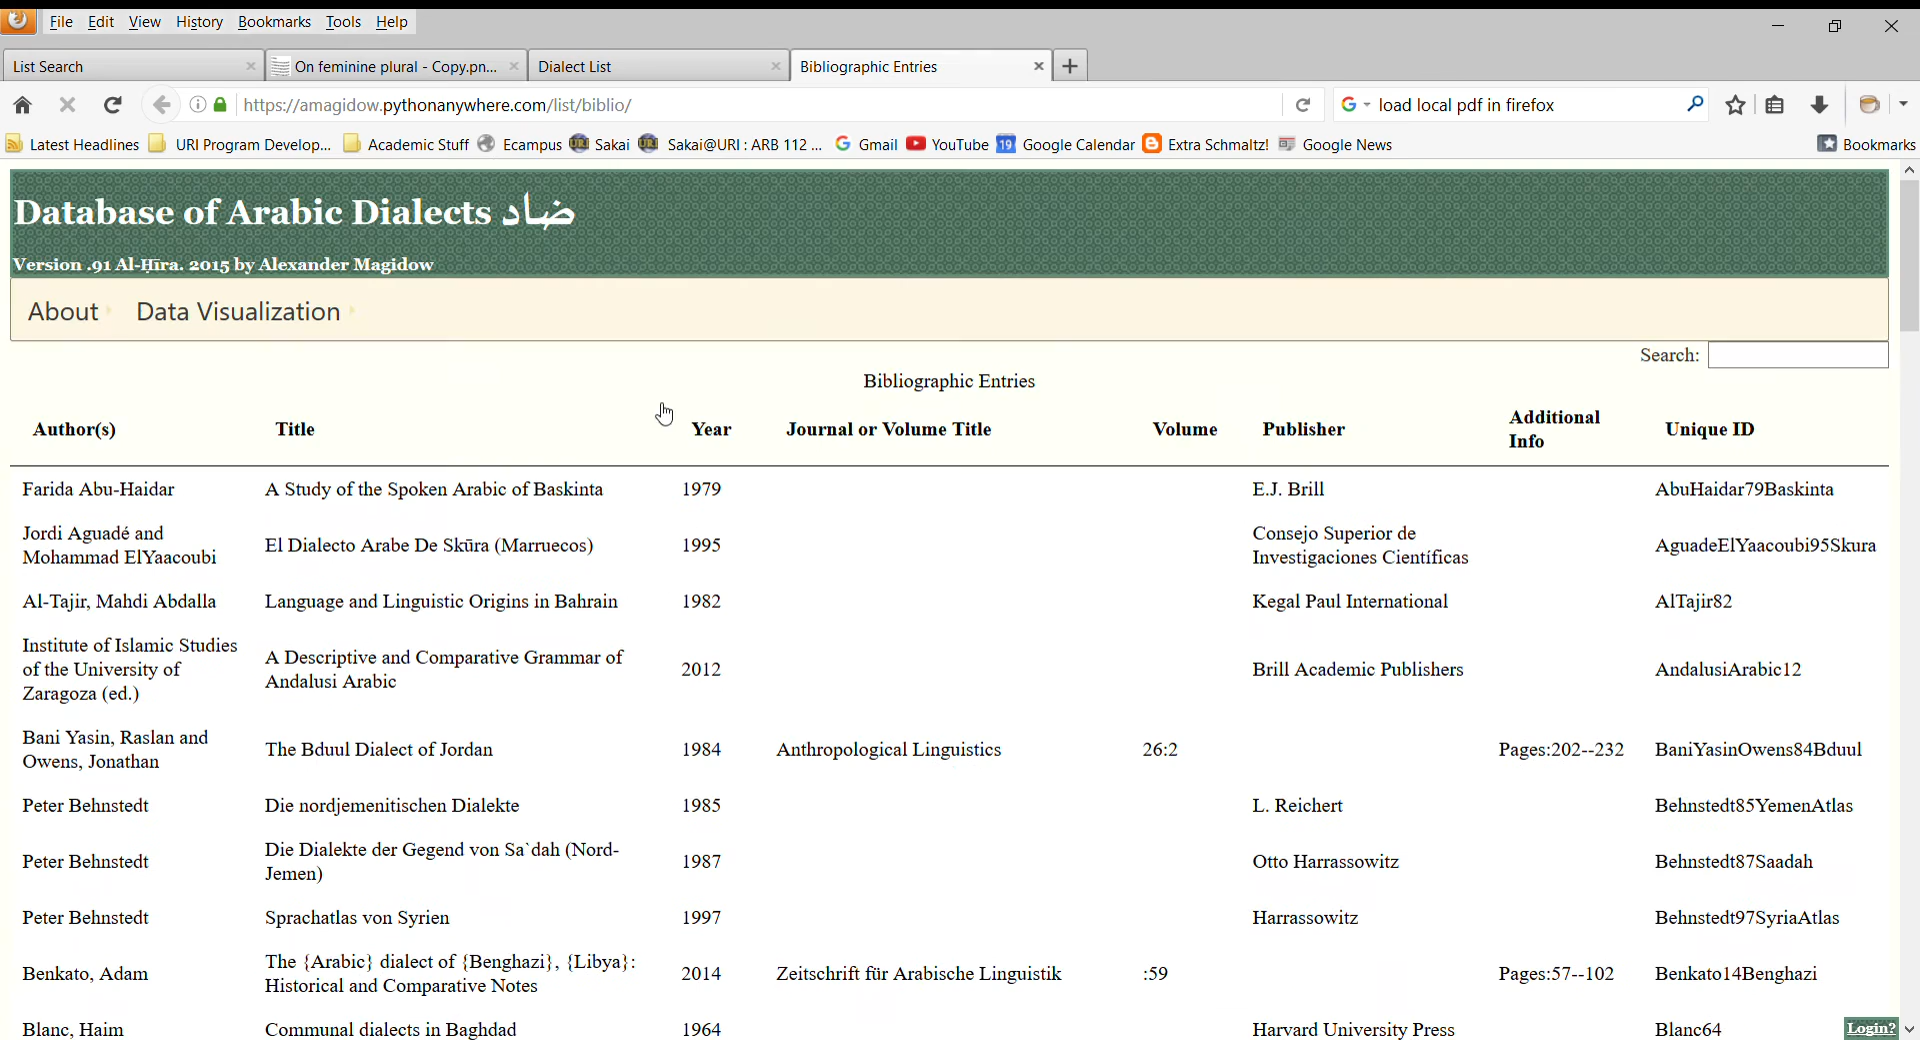 File Edit View History Bookmarks Tools Help
List Search
On feminine plural - Copy.pn...
Dialect List
Bibliographic Entries
https://amagidow.pythonanywhere.com/list/biblio/
load local pdf in firefox
Latest Headlines URI Program Develop... Academic Stuff Ecampus Sakai Sakai@URI : ARB 112 ... Gmail YouTube 19 Google Calendar Extra Schmaltz! Google News Bookmarks
Database of Arabic Dialects ضاد
Version .91 Al-Ḥīra. 2015 by Alexander Magidow
About Data Visualization
Search:
Bibliographic Entries
Author(s) Title Year Journal or Volume Title Volume Publisher Additional Info Unique ID
Farida Abu-Haidar A Study of the Spoken Arabic of Baskinta 1979 E.J. Brill AbuHaidar79Baskinta
Jordi Aguadé and
Mohammad ElYaacoubi
El Dialecto Arabe De Skūra (Marruecos) 1995
Consejo Superior de
Investigaciones Científicas
AguadeElYaacoubi95Skura
Al-Tajir, Mahdi Abdalla Language and Linguistic Origins in Bahrain 1982 Kegal Paul International AlTajir82
Institute of Islamic Studies
of the University of
Zaragoza (ed.)
A Descriptive and Comparative Grammar of
Andalusi Arabic
2012 Brill Academic Publishers AndalusiArabic12
Bani Yasin, Raslan and
Owens, Jonathan
The Bduul Dialect of Jordan 1984 Anthropological Linguistics 26:2 Pages:202--232 BaniYasinOwens84Bduul
Peter Behnstedt Die nordjemenitischen Dialekte 1985 L. Reichert Behnstedt85YemenAtlas
Peter Behnstedt
Die Dialekte der Gegend von Sa`dah (Nord-
Jemen)
1987 Otto Harrassowitz Behnstedt87Saadah
Peter Behnstedt Sprachatlas von Syrien 1997 Harrassowitz Behnstedt97SyriaAtlas
Benkato, Adam
The {Arabic} dialect of {Benghazi}, {Libya}:
Historical and Comparative Notes
2014 Zeitschrift für Arabische Linguistik :59 Pages:57--102 Benkato14Benghazi
Blanc, Haim Communal dialects in Baghdad 1964 Harvard University Press Blanc64
Login?